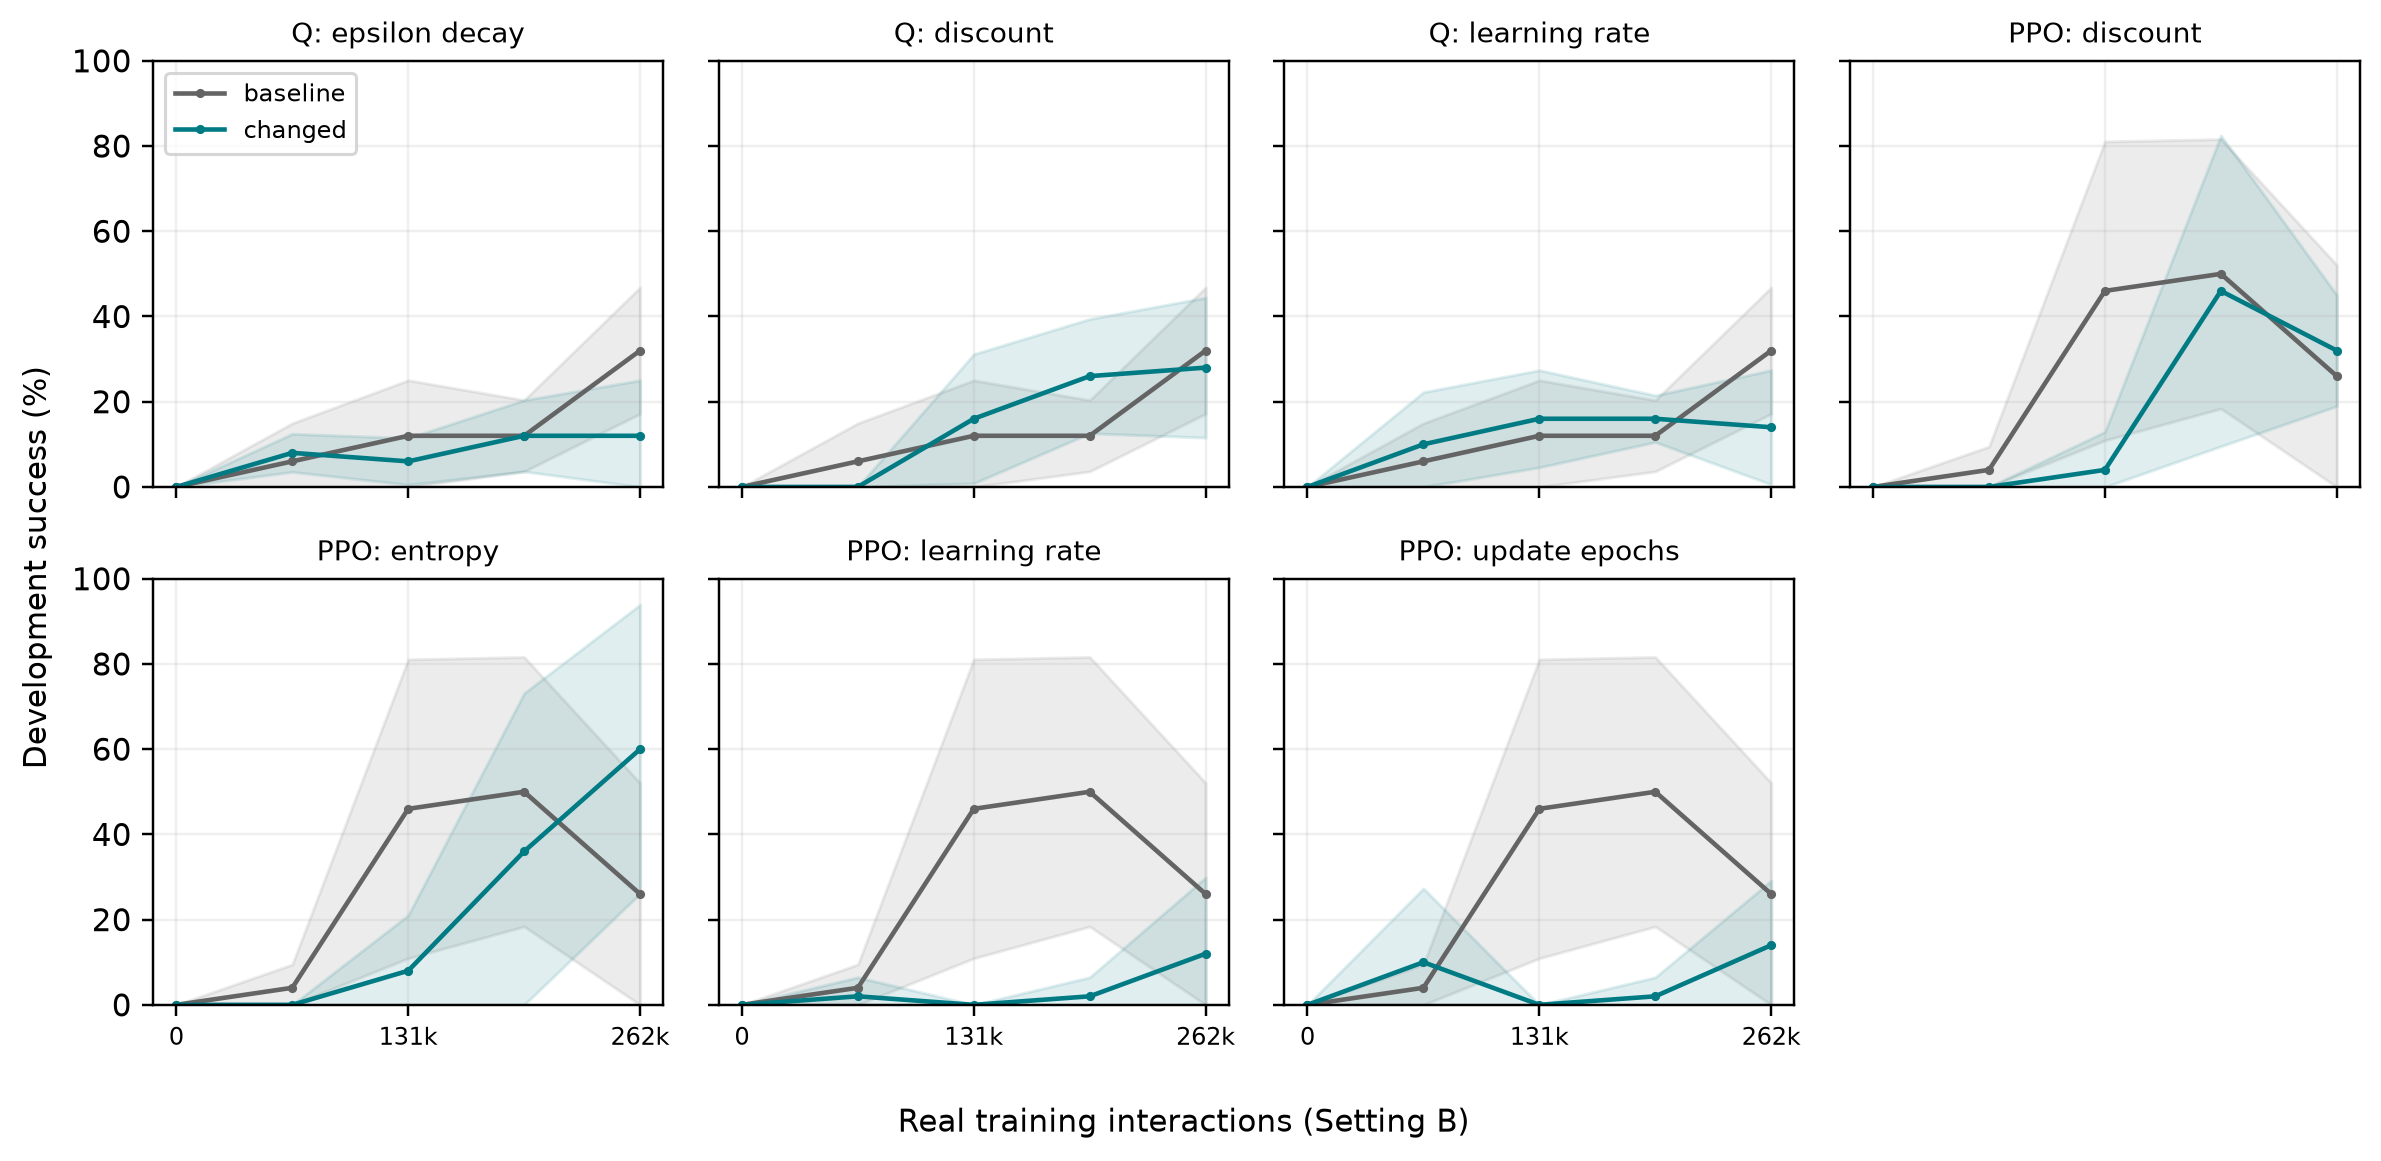 Q: epsilon decay
Q: discount
Q: learning rate
PPO: discount
100
80
60
40
20
0
baseline
changed
Development success (%)
PPO: entropy
PPO: learning rate
PPO: update epochs
100
80
60
40
20
0
0
131k
262k
0
131k
262k
0
131k
262k
Real training interactions (Setting B)